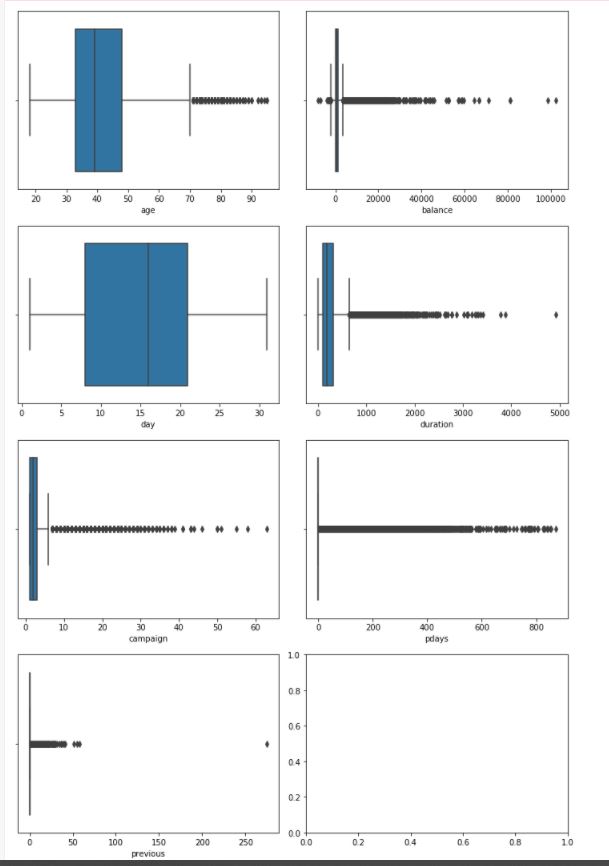 20 30 40 50 60 70 80 90
age
0 20000 40000 60000 80000 100000
balance
0 5 10 15 20 25 30
day
0 1000 2000 3000 4000 5000
duration
0 10 20 30 40 50 60
campaign
0 200 400 600 800
pdays
0 50 100 150 200 250
previous
1.0
0.8
0.6
0.4
0.2
0.0
0.0 0.2 0.4 0.6 0.8 1.0